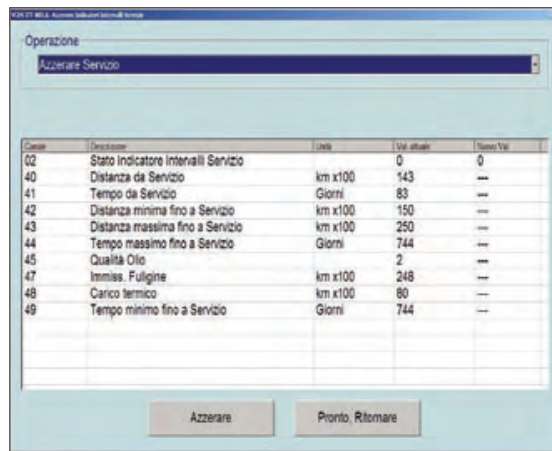 Azzerare Indicatori Intervalli Servizio
Operazione
Azzerare Servizio
Canale Descrizione Unità Val attuale Nuovo Val
02 Stato Indicatore Intervalli Servizio 0 0
40 Distanza da Servizio km x100 143 ---
41 Tempo da Servizio Giorni 83 ---
42 Distanza minima fino a Servizio km x100 150 ---
43 Distanza massima fino a Servizio km x100 250 ---
44 Tempo massimo fino a Servizio Giorni 744 ---
45 Qualità Olio 2 ---
47 Immiss. Fuligine km x100 248 ---
48 Carico termico km x100 80 ---
49 Tempo minimo fino a Servizio Giorni 744 ---
Azzerare Pronto, Ritornare